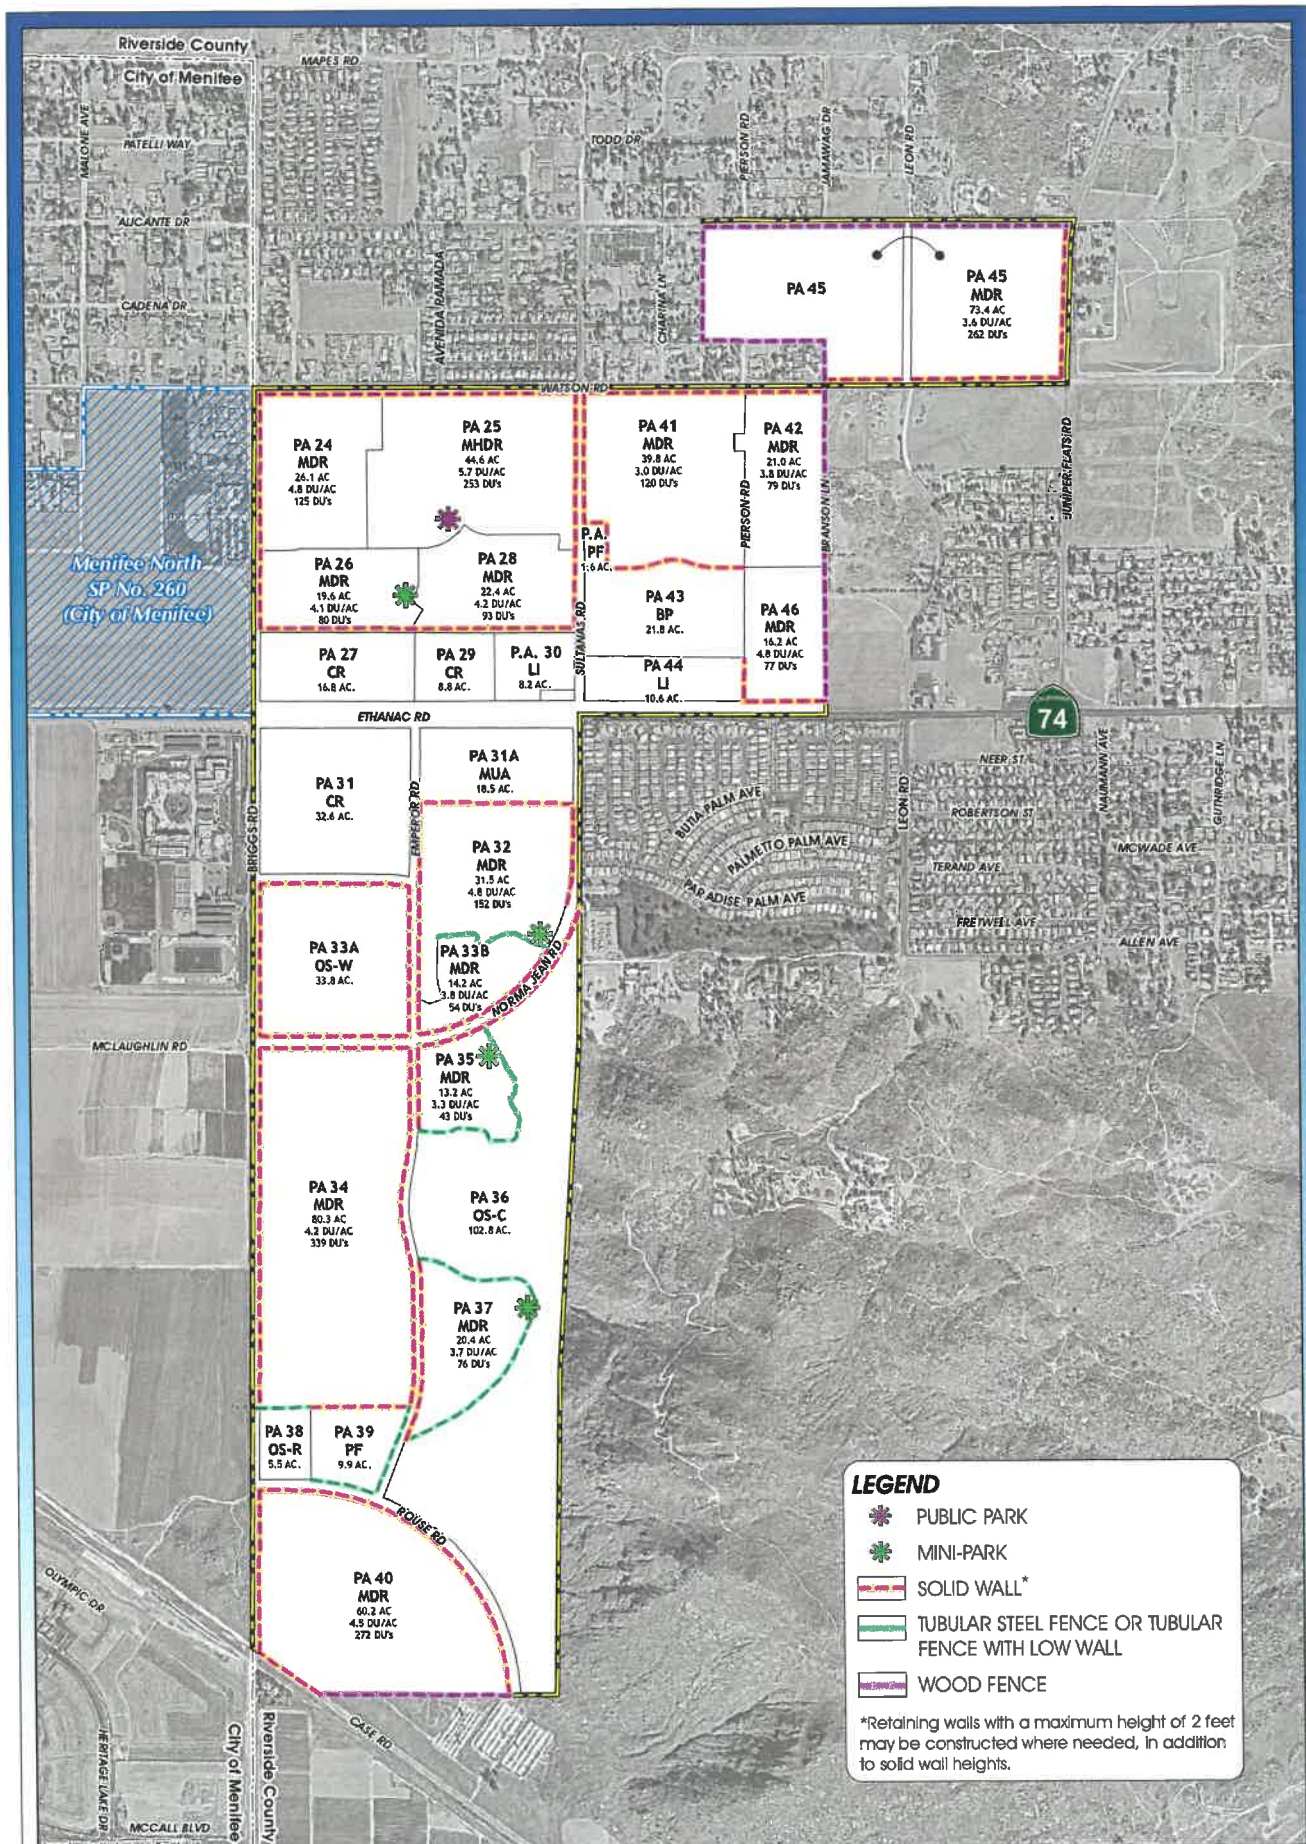 Riverside County
City of Menifee
MAPES RD
MALONE AVE
PATELLI WAY
TODD DR
PIERSON RD
JAMAWAG DR
LEON RD
ALICANTE DR
AVENIDA RAMADA
CHARINA LN
CADENA DR
PA 45
PA 45
MDR
73.4 AC
3.6 DU/AC
262 DU's
WATSON RD
PA 24
MDR
26.1 AC
4.8 DU/AC
125 DU's
PA 25
MHDR
44.6 AC
5.7 DU/AC
253 DU's
PA 41
MDR
39.8 AC
3.0 DU/AC
120 DU's
PA 42
MDR
21.0 AC
3.8 DU/AC
79 DU's
PIERSON RD
BRANSON LN
JUNIPER FLATS RD
P.A.
PF
1.6 AC.
Menifee North
SP No. 260
(City of Menifee)
PA 26
MDR
19.6 AC
4.1 DU/AC
80 DU's
PA 28
MDR
22.4 AC
4.2 DU/AC
93 DU's
SULTANAS RD
PA 43
BP
21.8 AC.
PA 46
MDR
16.2 AC
4.8 DU/AC
77 DU's
PA 27
CR
16.8 AC.
PA 29
CR
8.8 AC.
P.A. 30
LI
8.2 AC.
PA 44
LI
10.6 AC.
ETHANAC RD
74
PA 31
CR
32.6 AC.
PA 31A
MUA
18.5 AC.
BRIGGS RD
EMPEROR RD
NEER ST
NAUMANN AVE
GUTHRIDGE LN
BUTIA PALM AVE
LEON RD
ROBERTSON ST
PALMETTO PALM AVE
MCWADE AVE
TERAND AVE
PARADISE PALM AVE
FRETWELL AVE
ALLEN AVE
PA 32
MDR
31.5 AC
4.8 DU/AC
152 DU's
PA 33A
OS-W
33.8 AC.
PA 33B
MDR
14.2 AC
3.8 DU/AC
54 DU's
NORMA JEAN RD
MCLAUGHLIN RD
PA 35
MDR
13.2 AC
3.3 DU/AC
43 DU's
PA 34
MDR
80.3 AC
4.2 DU/AC
339 DU's
PA 36
OS-C
102.8 AC.
PA 37
MDR
20.4 AC
3.7 DU/AC
76 DU's
PA 38
OS-R
5.5 AC.
PA 39
PF
9.9 AC.
ROUSE RD
PA 40
MDR
60.2 AC
4.5 DU/AC
272 DU's
OLYMPIC DR
HERITAGE LAKE DR
City of Menifee
Riverside County
CASE RD
MCCALL BLVD
LEGEND
PUBLIC PARK
MINI-PARK
SOLID WALL*
TUBULAR STEEL FENCE OR TUBULAR
FENCE WITH LOW WALL
WOOD FENCE
*Retaining walls with a maximum height of 2 feet
may be constructed where needed, in addition
to solid wall heights.